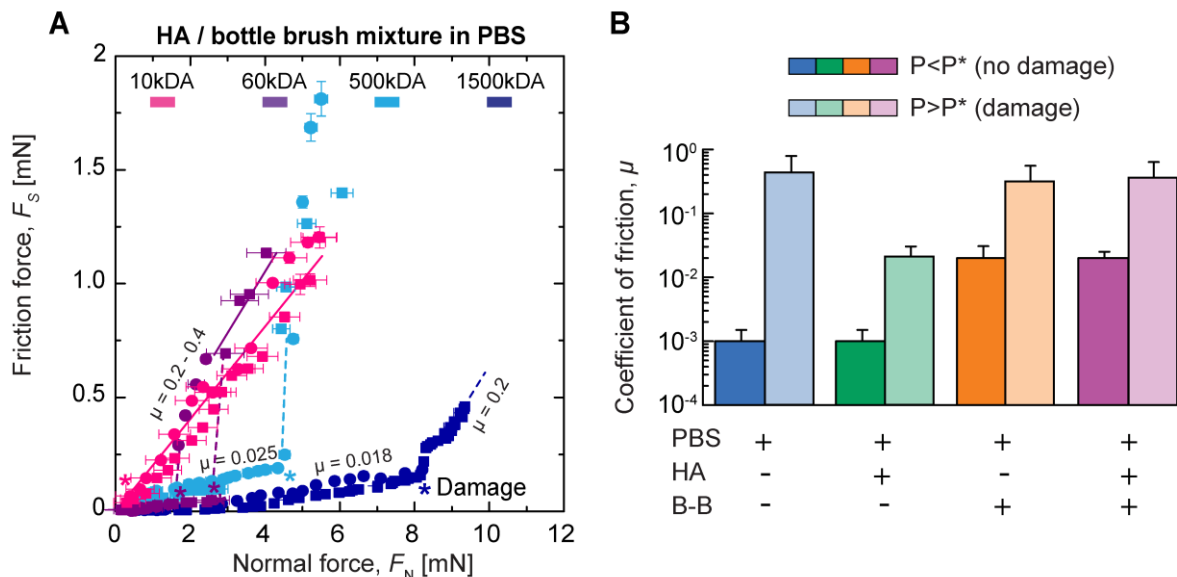 A
HA / bottle brush mixture in PBS
10kDA 60kDA 500kDA 1500kDA
Friction force, FS [mN]
2
1.5
1.0
0.5
0
μ = 0.2 - 0.4
μ = 0.025
μ = 0.018
μ = 0.2
* Damage
0 2 4 6 8 10 12
Normal force, FN [mN]
B
P<P* (no damage)
P>P* (damage)
Coefficient of friction, μ
10⁰
10⁻¹
10⁻²
10⁻³
10⁻⁴
PBS + + + +
HA - + - +
B-B - - + +